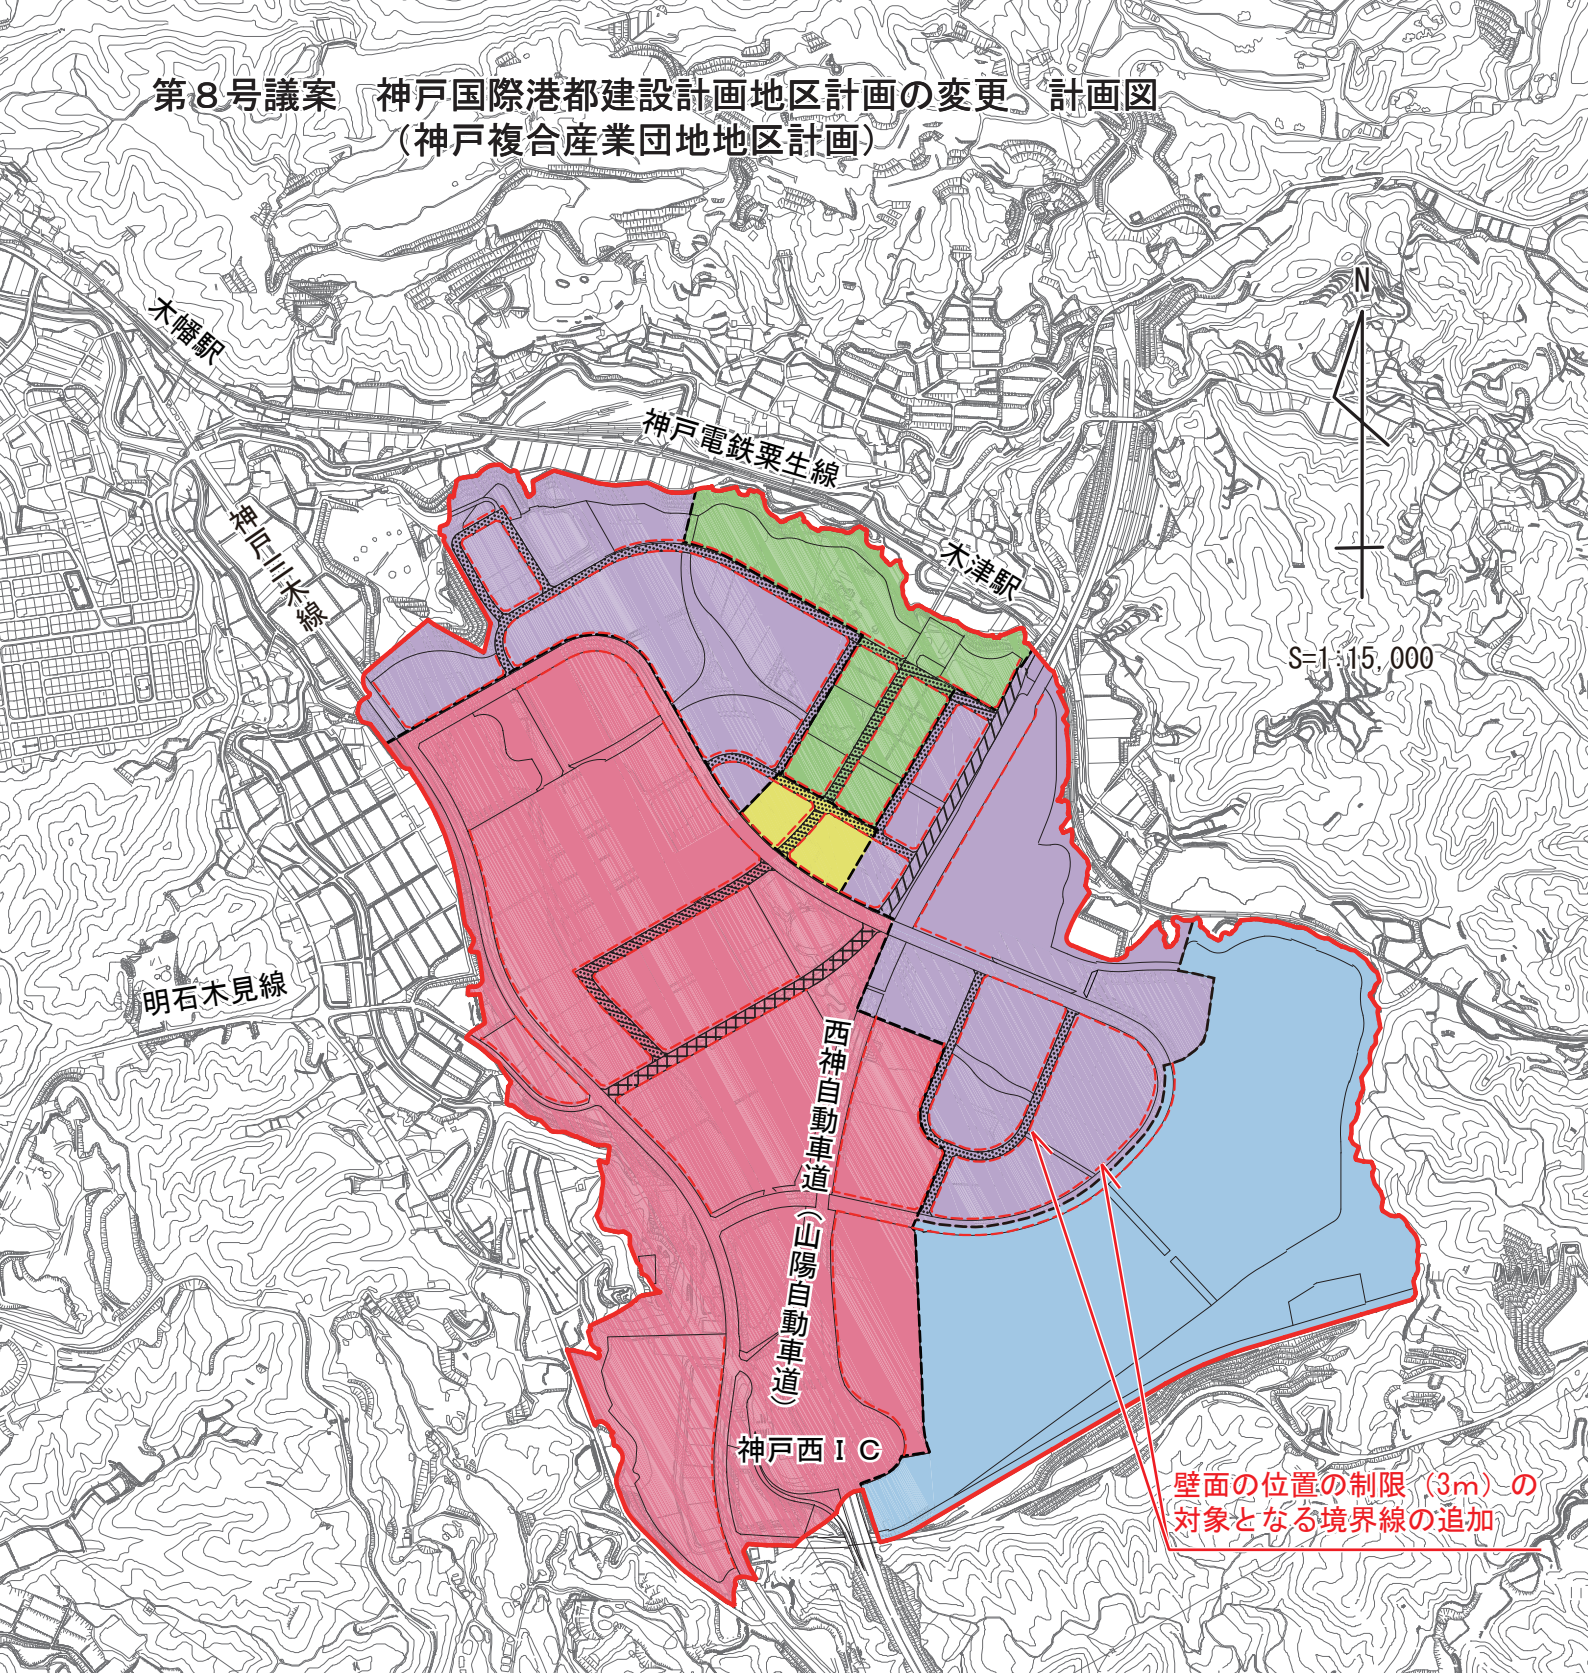 第８号議案　神戸国際港都建設計画地区計画の変更　計画図
（神戸複合産業団地地区計画）
N
木幡駅
神戸電鉄粟生線
神戸三木線
木津駅
S=1:15,000
明石木見線
西神自動車道（山陽自動車道）
神戸西ＩＣ
壁面の位置の制限（3m）の
対象となる境界線の追加